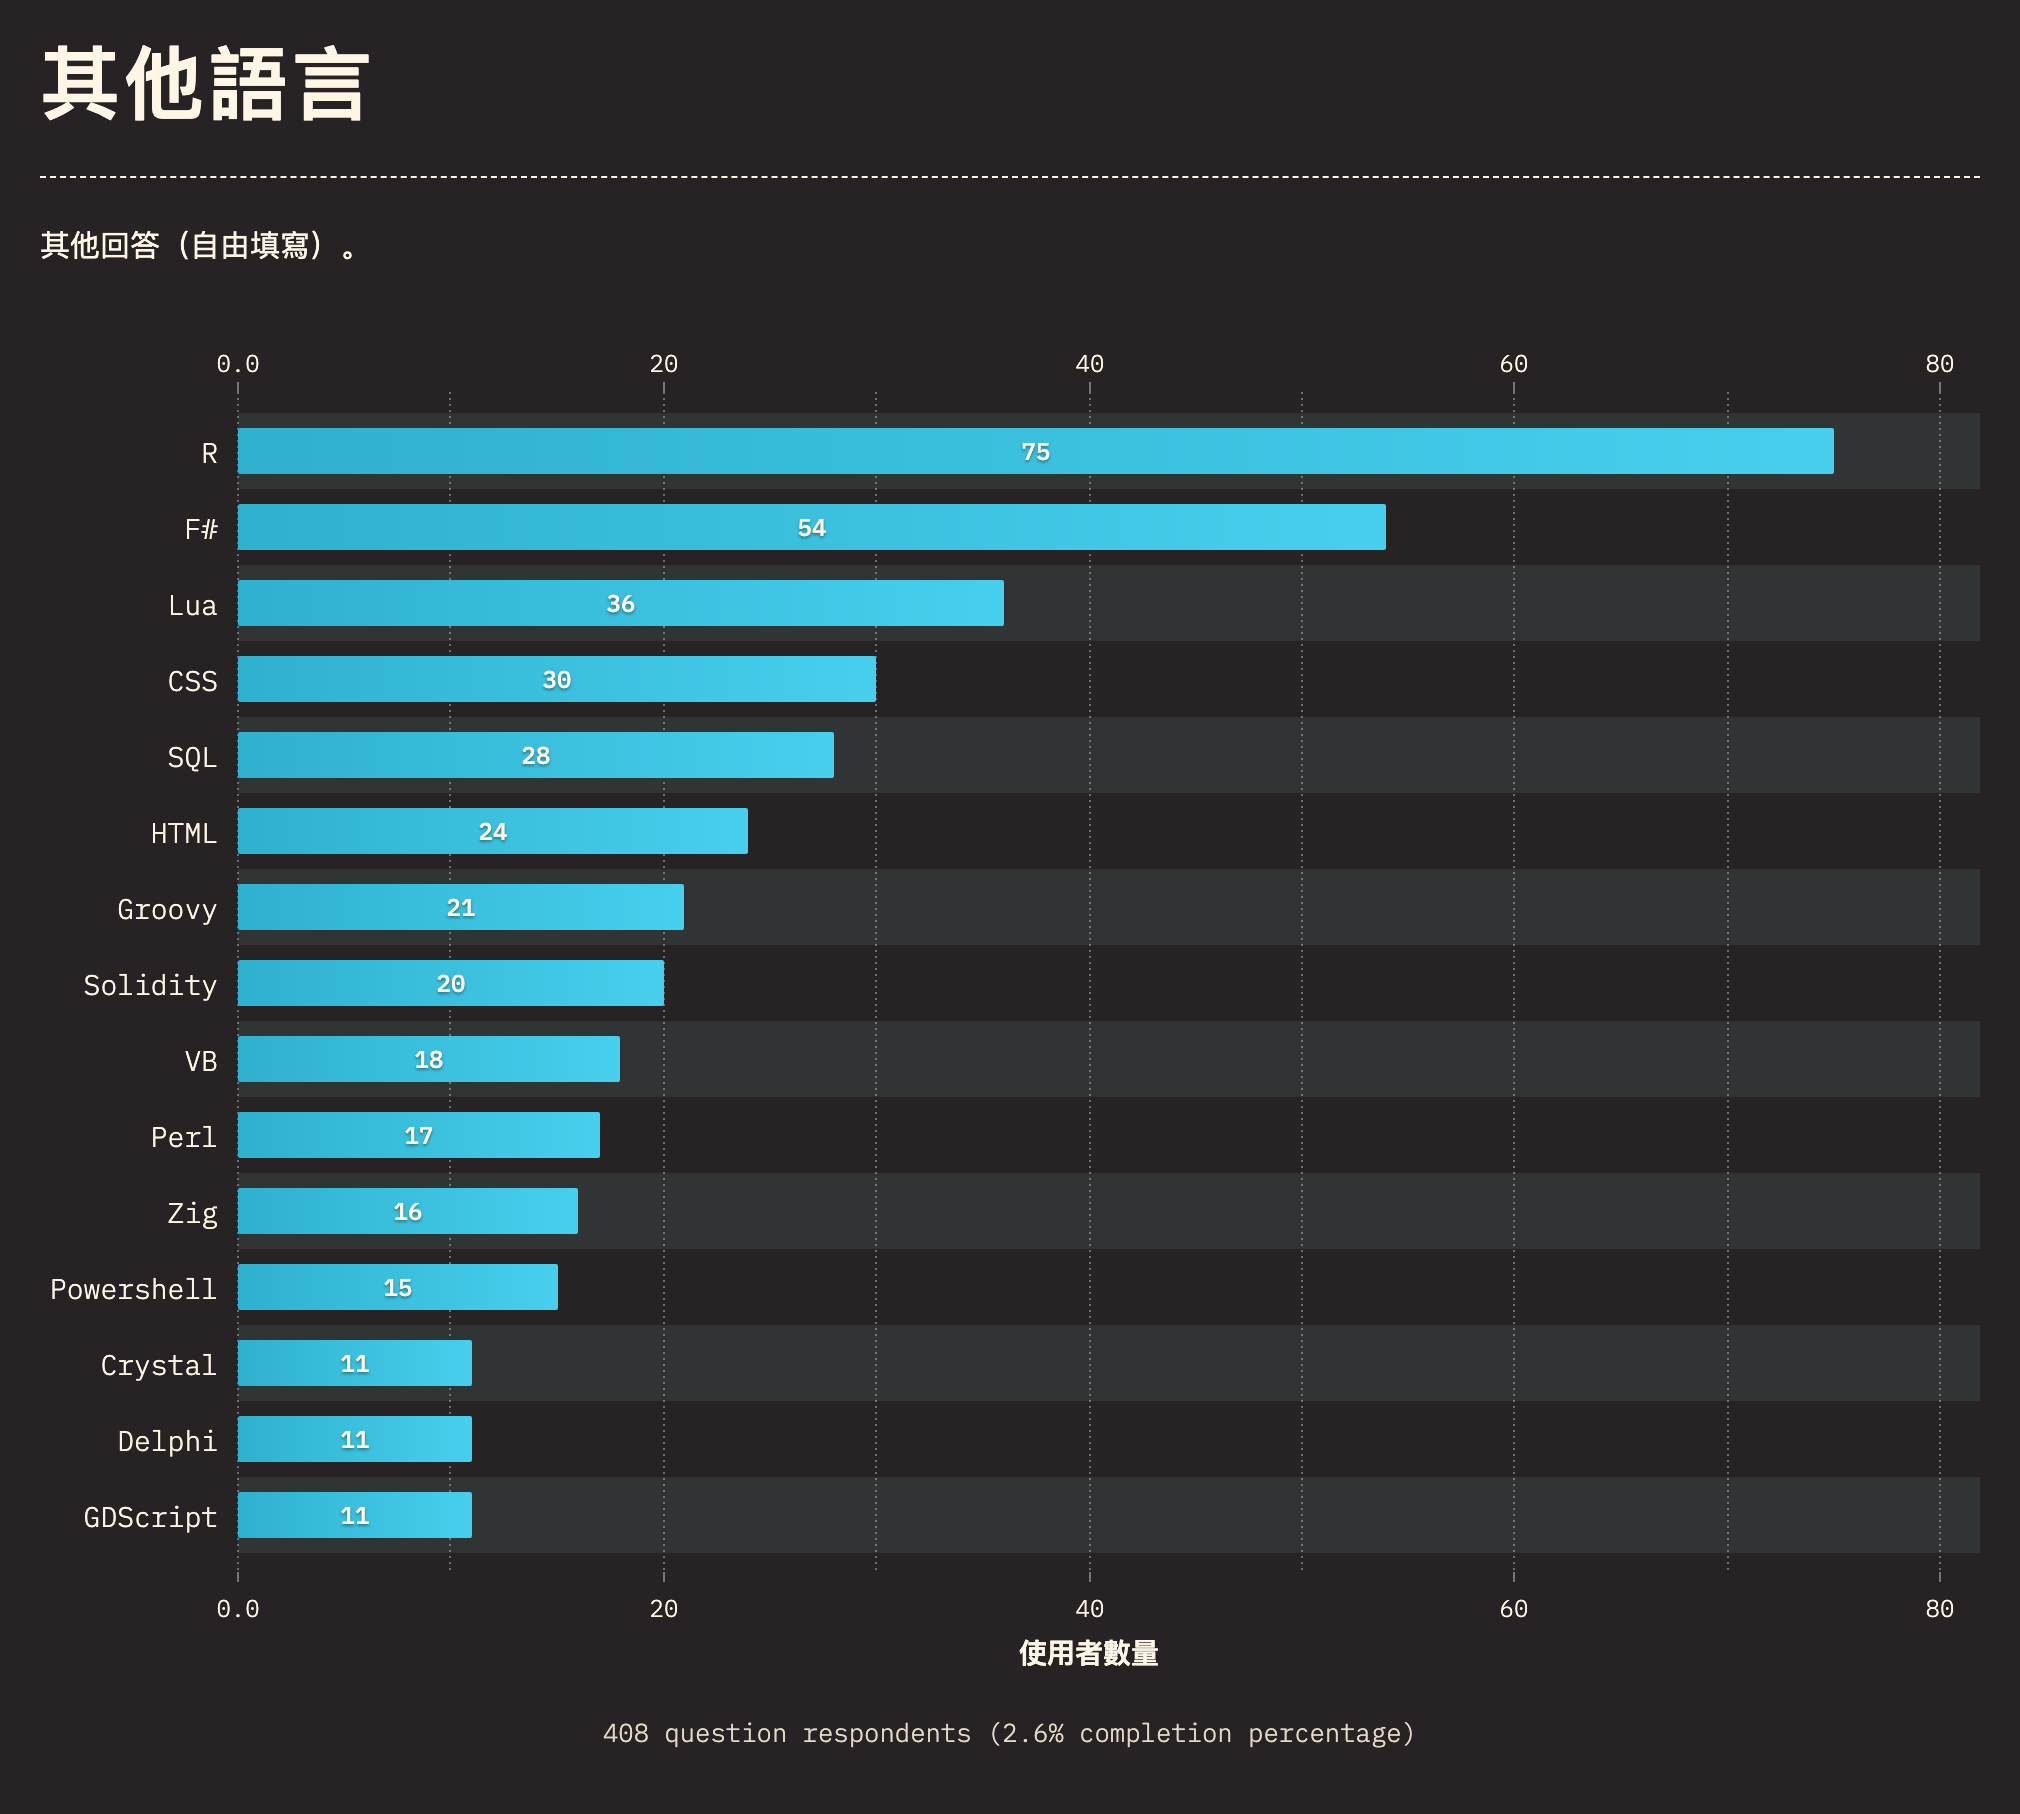 其他語言
其他回答（自由填寫）。
0.0 20 40 60 80
R 75
F# 54
Lua 36
CSS 30
SQL 28
HTML 24
Groovy 21
Solidity 20
VB 18
Perl 17
Zig 16
Powershell 15
Crystal 11
Delphi 11
GDScript 11
0.0 20 40 60 80
使用者數量
408 question respondents (2.6% completion percentage)